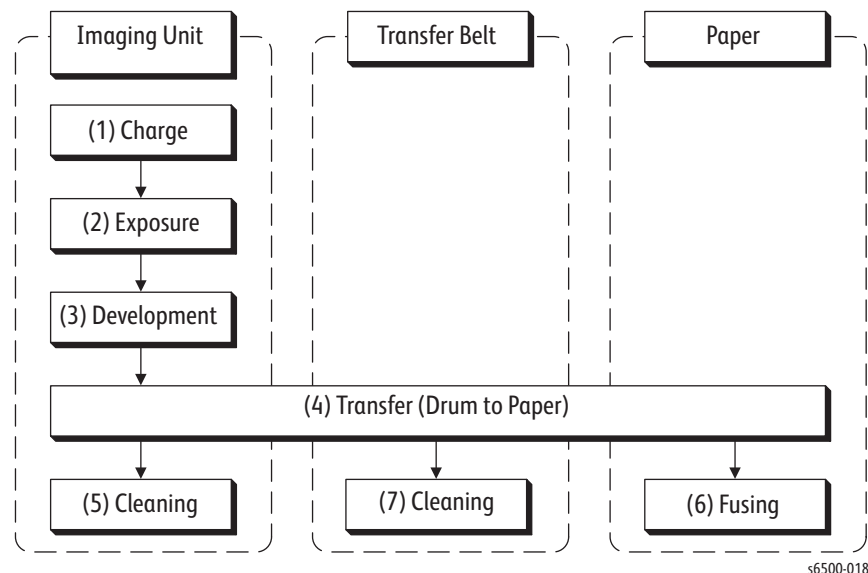 Imaging Unit
Transfer Belt
Paper
(1) Charge
(2) Exposure
(3) Development
(4) Transfer (Drum to Paper)
(5) Cleaning
(7) Cleaning
(6) Fusing
s6500-018